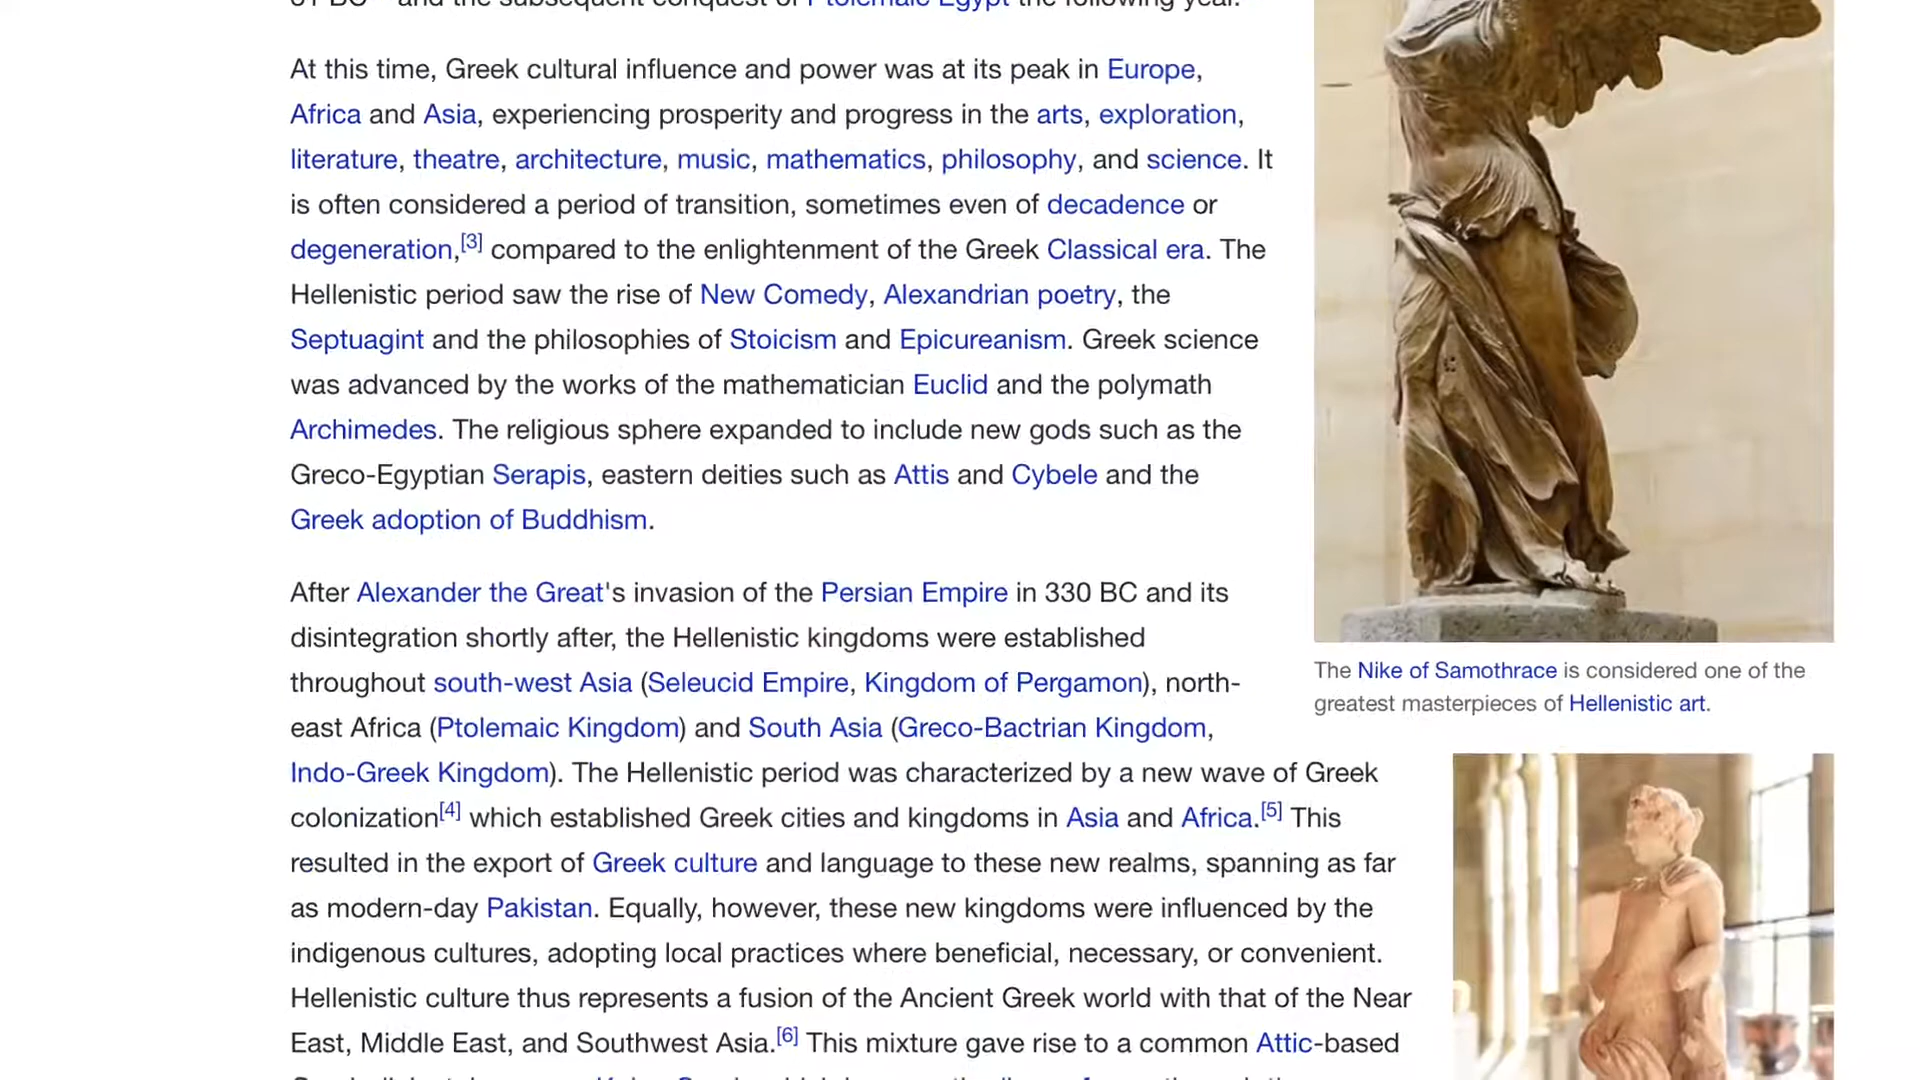 31 BC and the subsequent conquest of Ptolemaic Egypt the following year.
At this time, Greek cultural influence and power was at its peak in Europe,
Africa and Asia, experiencing prosperity and progress in the arts, exploration,
literature, theatre, architecture, music, mathematics, philosophy, and science. It
is often considered a period of transition, sometimes even of decadence or
degeneration,[3] compared to the enlightenment of the Greek Classical era. The
Hellenistic period saw the rise of New Comedy, Alexandrian poetry, the
Septuagint and the philosophies of Stoicism and Epicureanism. Greek science
was advanced by the works of the mathematician Euclid and the polymath
Archimedes. The religious sphere expanded to include new gods such as the
Greco-Egyptian Serapis, eastern deities such as Attis and Cybele and the
Greek adoption of Buddhism.
After Alexander the Great's invasion of the Persian Empire in 330 BC and its
disintegration shortly after, the Hellenistic kingdoms were established
throughout south-west Asia (Seleucid Empire, Kingdom of Pergamon), north-
east Africa (Ptolemaic Kingdom) and South Asia (Greco-Bactrian Kingdom,
Indo-Greek Kingdom). The Hellenistic period was characterized by a new wave of Greek
colonization[4] which established Greek cities and kingdoms in Asia and Africa.[5] This
resulted in the export of Greek culture and language to these new realms, spanning as far
as modern-day Pakistan. Equally, however, these new kingdoms were influenced by the
indigenous cultures, adopting local practices where beneficial, necessary, or convenient.
Hellenistic culture thus represents a fusion of the Ancient Greek world with that of the Near
East, Middle East, and Southwest Asia.[6] This mixture gave rise to a common Attic-based
The Nike of Samothrace is considered one of the
greatest masterpieces of Hellenistic art.